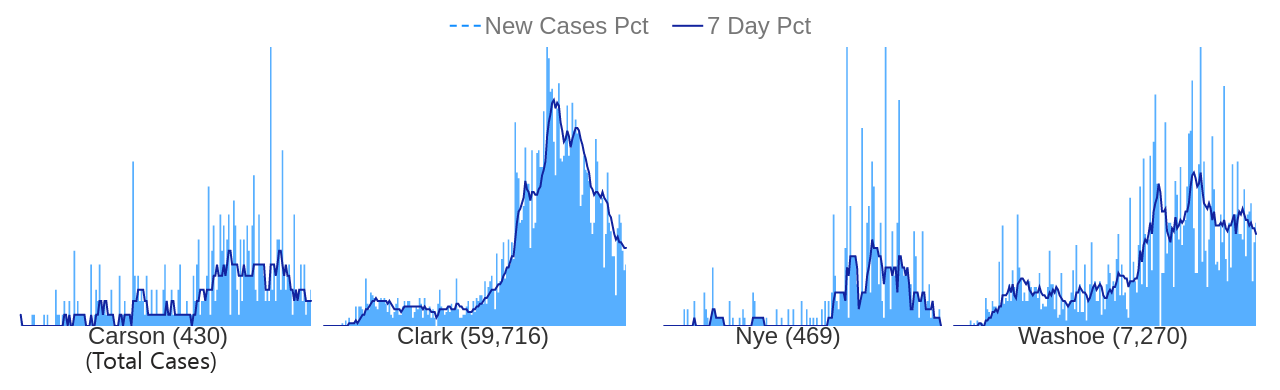 New Cases Pct 7 Day Pct
Carson (430) Clark (59,716) Nye (469) Washoe (7,270)
(Total Cases)